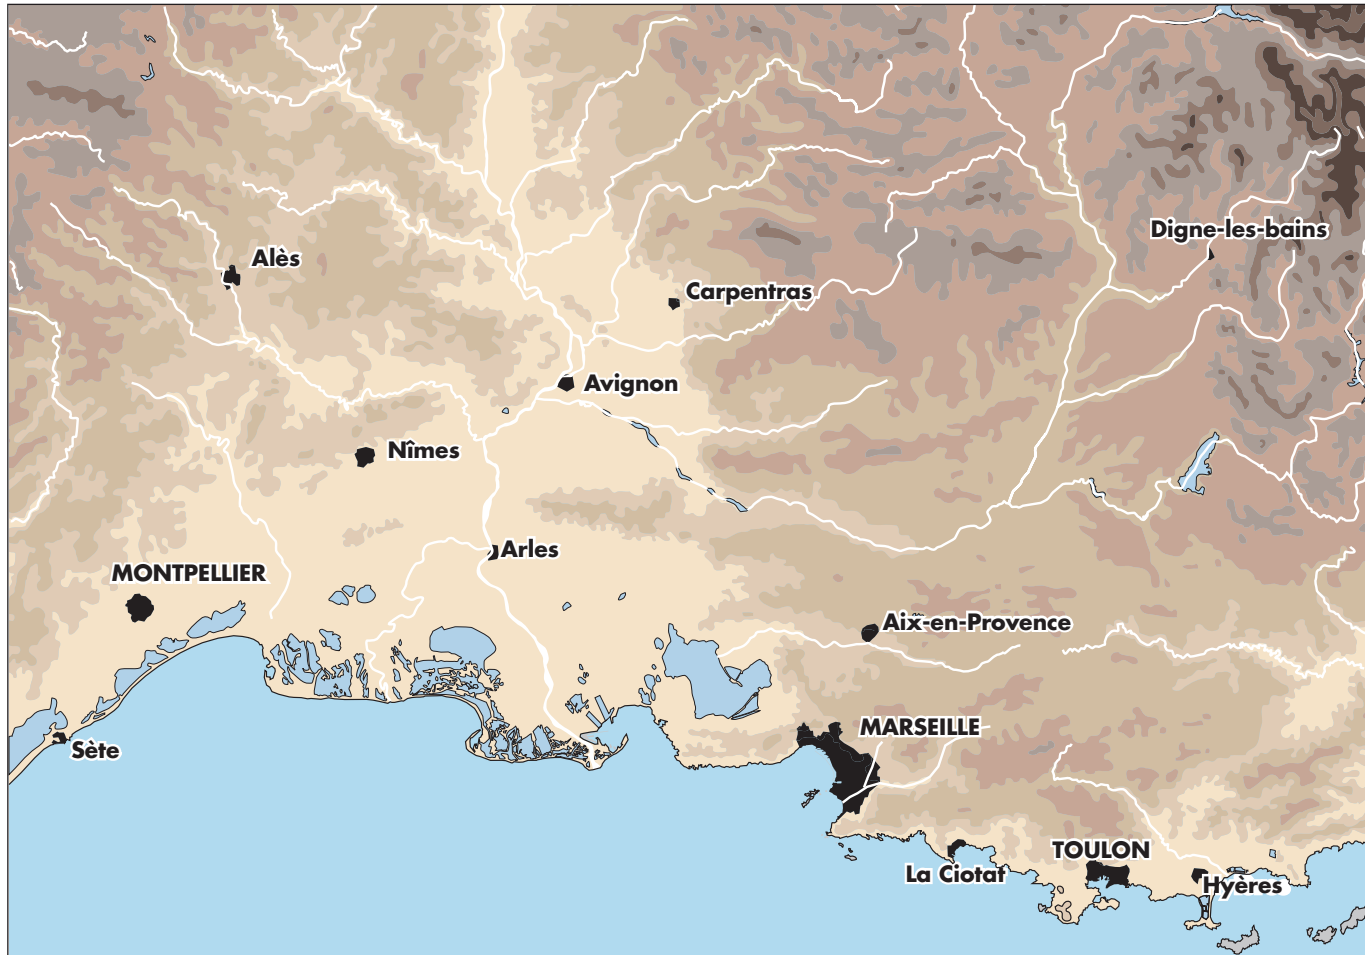 Digne-les-bains
Alès
Carpentras
Avignon
Nîmes
Arles
MONTPELLIER
Aix-en-Provence
MARSEILLE
Sète
TOULON
La Ciotat
Hyères